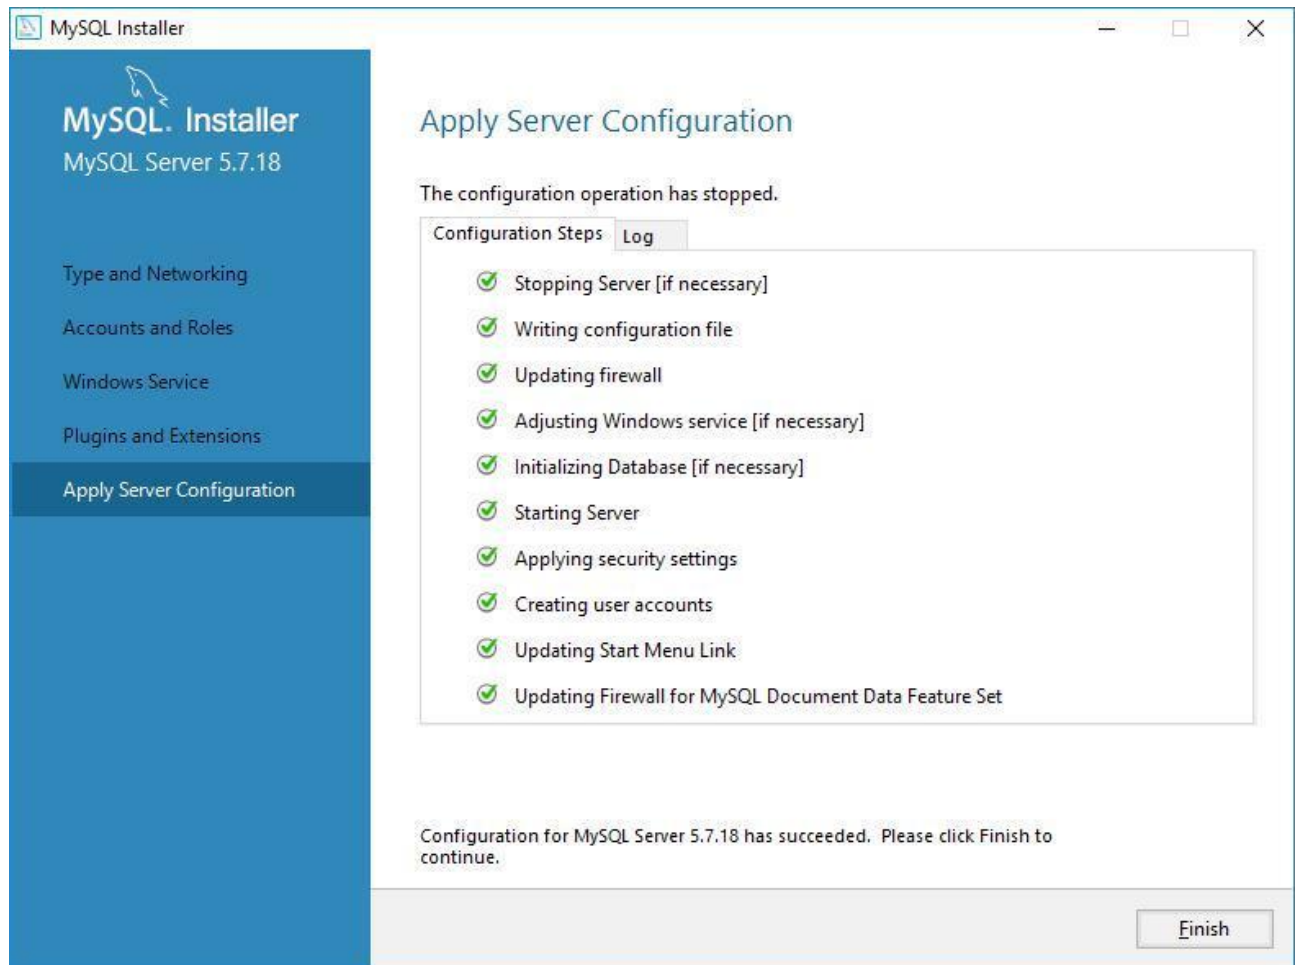 MySQL Installer
MySQL. Installer
MySQL Server 5.7.18
Type and Networking
Accounts and Roles
Windows Service
Plugins and Extensions
Apply Server Configuration
Apply Server Configuration
The configuration operation has stopped.
Configuration Steps Log
Stopping Server [if necessary]
Writing configuration file
Updating firewall
Adjusting Windows service [if necessary]
Initializing Database [if necessary]
Starting Server
Applying security settings
Creating user accounts
Updating Start Menu Link
Updating Firewall for MySQL Document Data Feature Set
Configuration for MySQL Server 5.7.18 has succeeded. Please click Finish to
continue.
Finish